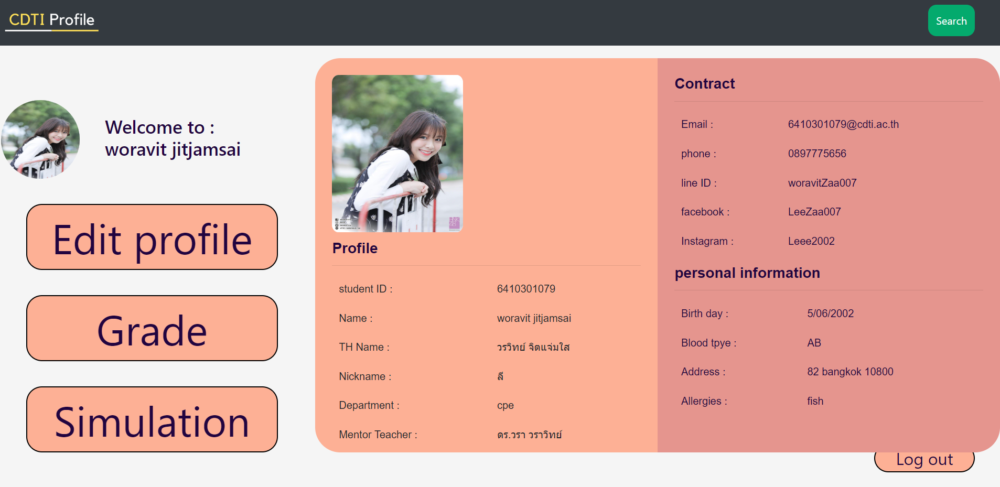 CDTI Profile
Search
Welcome to :
woravit jitjamsai
Edit profile
Grade
Simulation
Profile
student ID : 6410301079
Name : woravit jitjamsai
TH Name : วรวิทย์ จิตแจ่มใส
Nickname : ลี
Department : cpe
Mentor Teacher : ดร.วรา วราวิทย์
Contract
Email : 6410301079@cdti.ac.th
phone : 0897775656
line ID : woravitZaa007
facebook : LeeZaa007
Instagram : Leee2002
personal information
Birth day : 5/06/2002
Blood tpye : AB
Address : 82 bangkok 10800
Allergies : fish
Log out